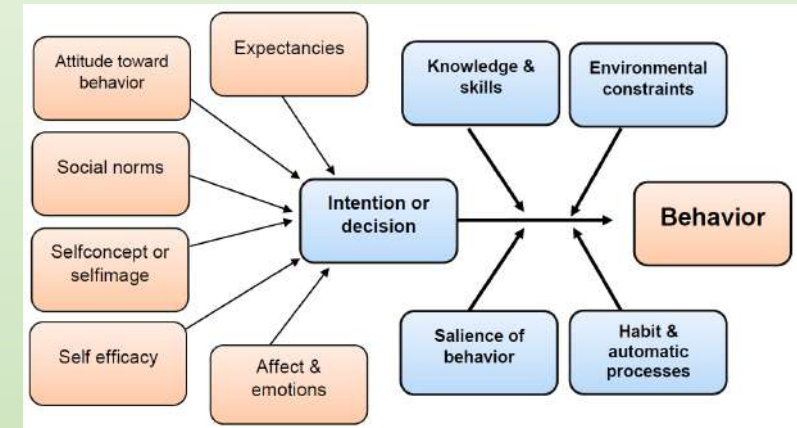 Attitude toward
behavior
Expectancies
Social norms
Selfconcept or
selfimage
Self efficacy
Affect &
emotions
Intention or
decision
Knowledge &
skills
Environmental
constraints
Salience of
behavior
Habit &
automatic
processes
Behavior